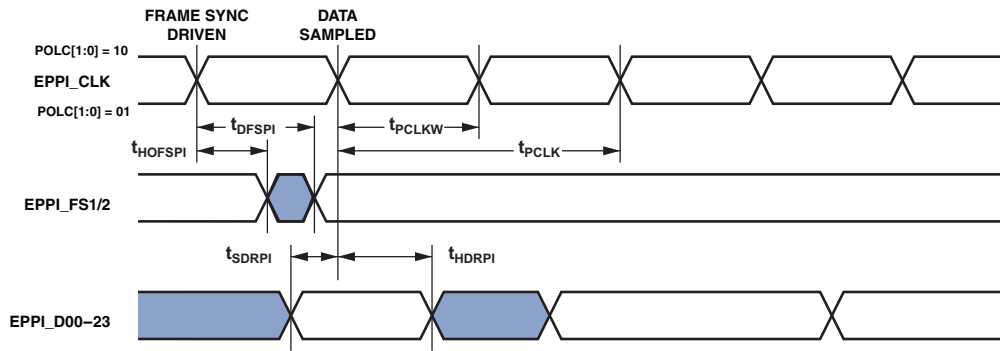 FRAME SYNC
DRIVEN
DATA
SAMPLED
POLC[1:0] = 10
EPPI_CLK
POLC[1:0] = 01
tDFSPI
tPCLKW
tHOFSPI
tPCLK
EPPI_FS1/2
tSDRPI
tHDRPI
EPPI_D00–23